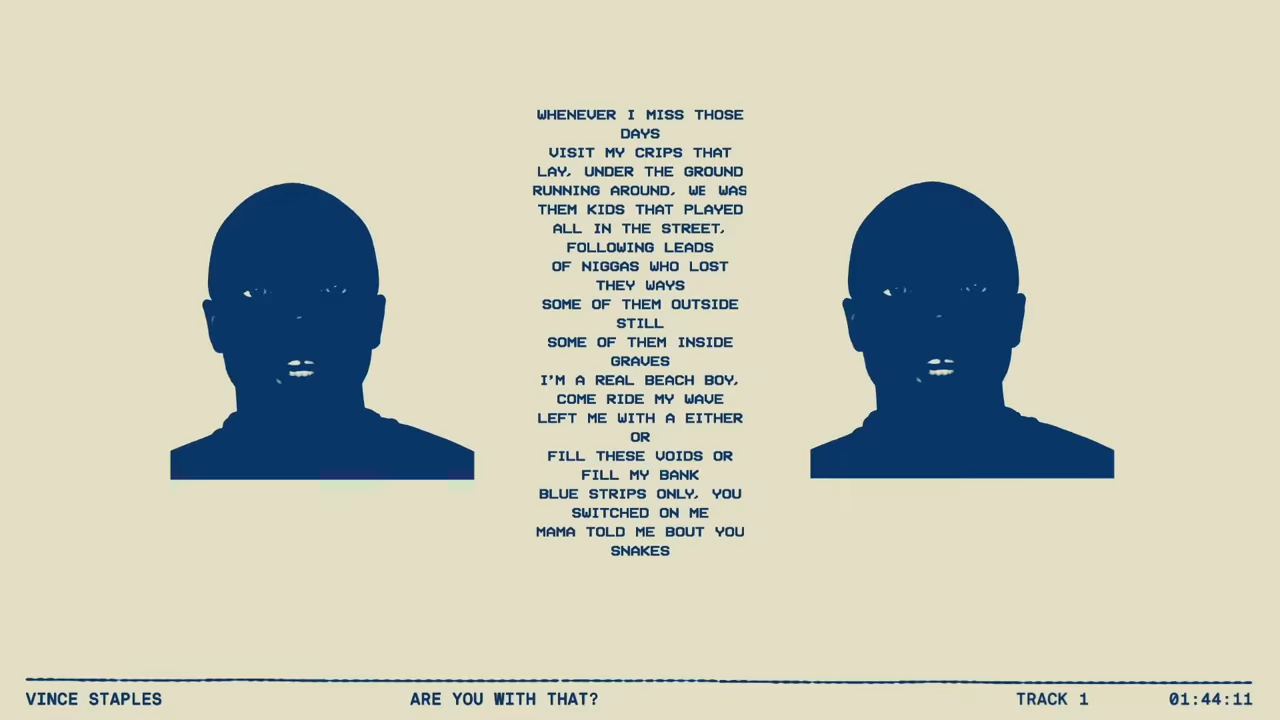 WHENEVER I MISS THOSE
DAYS
VISIT MY CRIPS THAT
LAY, UNDER THE GROUND
RUNNING AROUND, WE WAS
THEM KIDS THAT PLAYED
ALL IN THE STREET,
FOLLOWING LEADS
OF NIGGAS WHO LOST
THEY WAYS
SOME OF THEM OUTSIDE
STILL
SOME OF THEM INSIDE
GRAVES
I'M A REAL BEACH BOY,
COME RIDE MY WAVE
LEFT ME WITH A EITHER
OR
FILL THESE VOIDS OR
FILL MY BANK
BLUE STRIPS ONLY, YOU
SWITCHED ON ME
MAMA TOLD ME BOUT YOU
SNAKES
VINCE STAPLES ARE YOU WITH THAT? TRACK 1 01:44:11